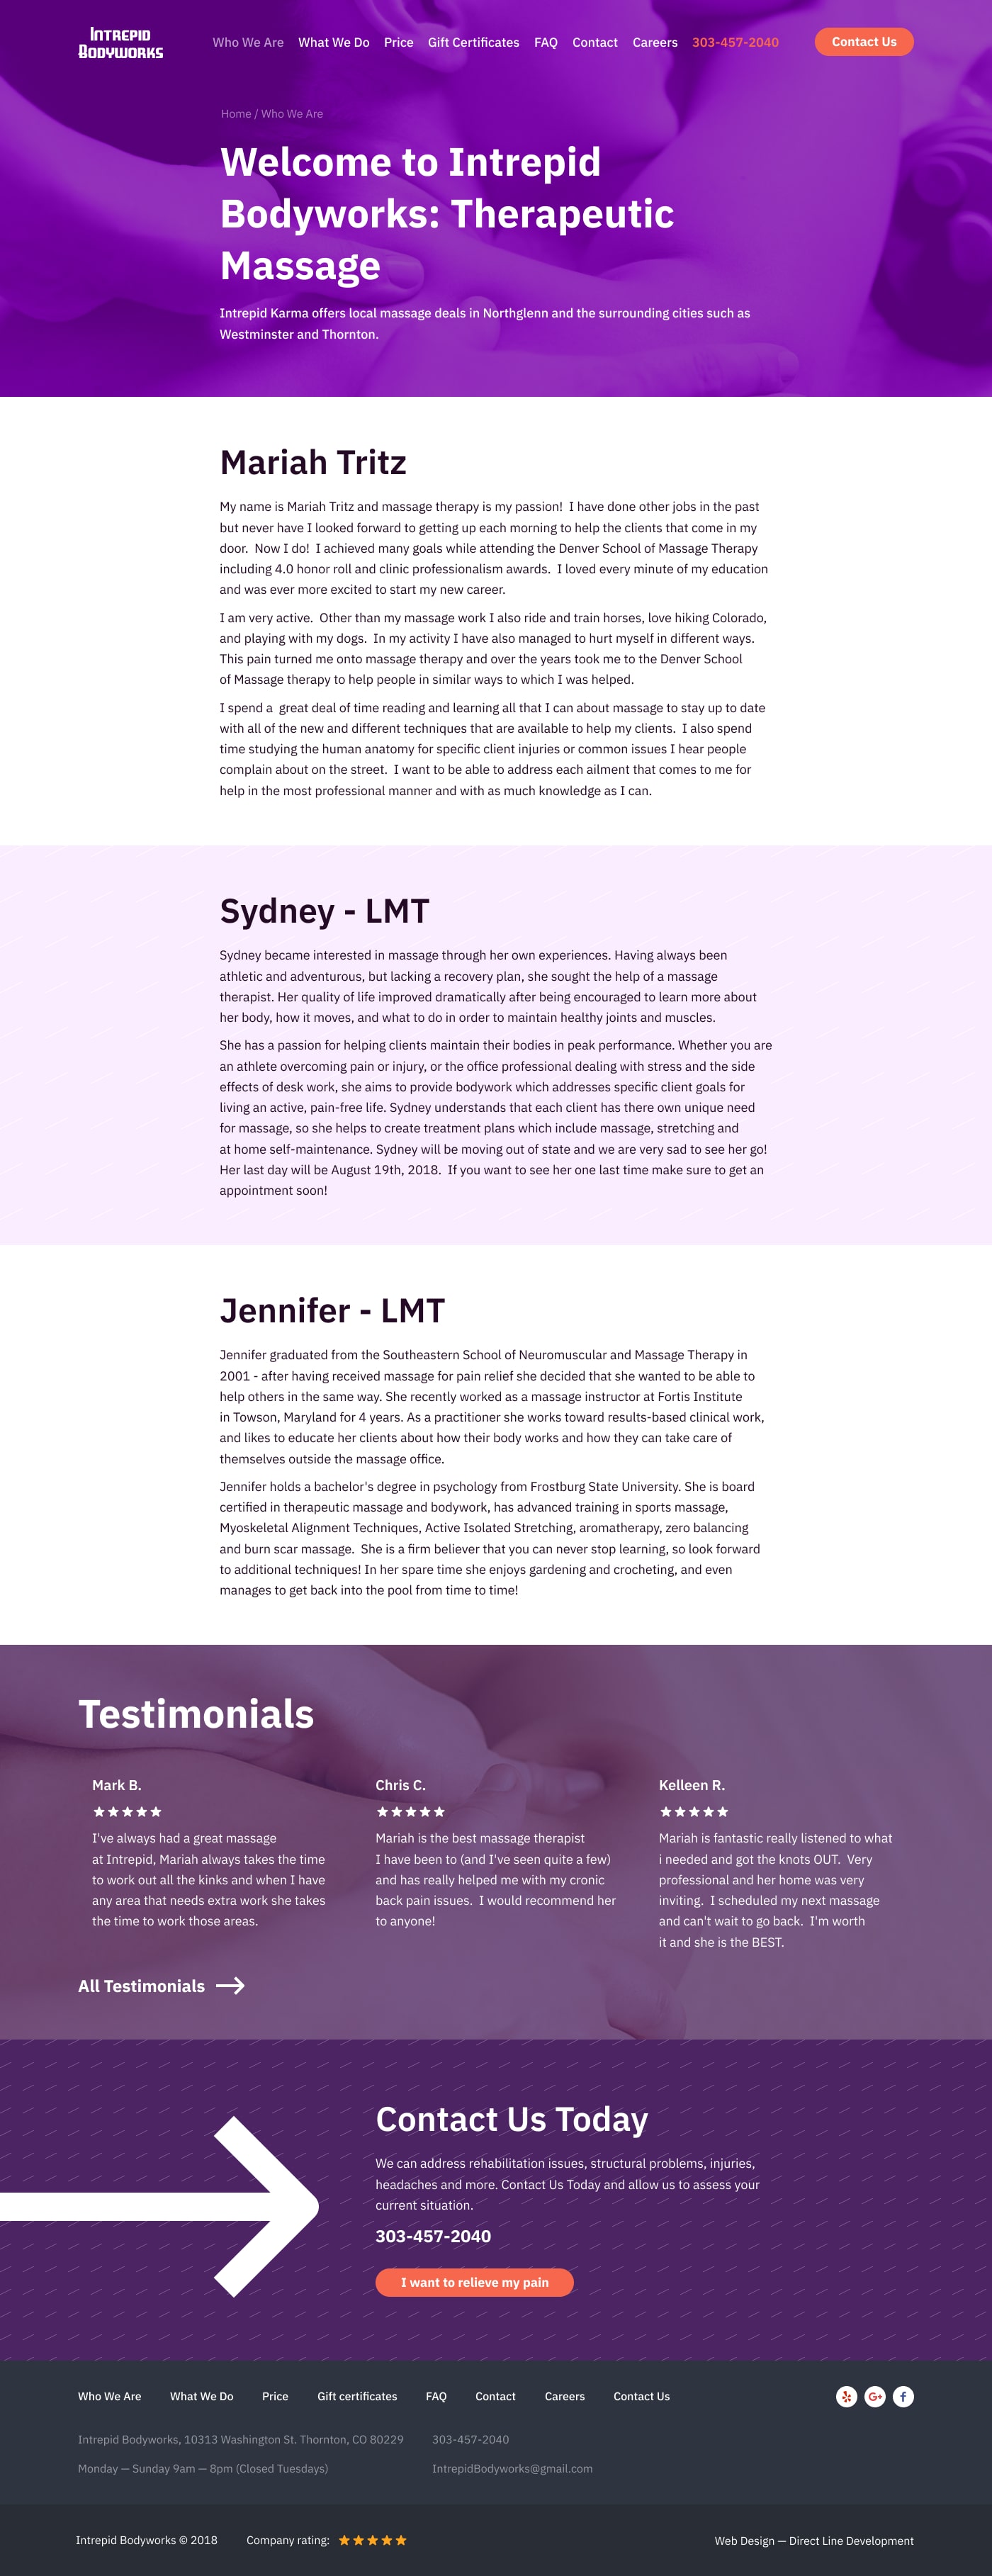 Intrepid
Bodyworks
Who We Are What We Do Price Gift Certificates FAQ Contact Careers 303-457-2040 Contact Us
Home / Who We Are
Welcome to Intrepid
Bodyworks: Therapeutic
Massage
Intrepid Karma offers local massage deals in Northglenn and the surrounding cities such as
Westminster and Thornton.
Mariah Tritz
My name is Mariah Tritz and massage therapy is my passion! I have done other jobs in the past
but never have I looked forward to getting up each morning to help the clients that come in my
door. Now I do! I achieved many goals while attending the Denver School of Massage Therapy
including 4.0 honor roll and clinic professionalism awards. I loved every minute of my education
and was ever more excited to start my new career.
I am very active. Other than my massage work I also ride and train horses, love hiking Colorado,
and playing with my dogs. In my activity I have also managed to hurt myself in different ways.
This pain turned me onto massage therapy and over the years took me to the Denver School
of Massage therapy to help people in similar ways to which I was helped.
I spend a great deal of time reading and learning all that I can about massage to stay up to date
with all of the new and different techniques that are available to help my clients. I also spend
time studying the human anatomy for specific client injuries or common issues I hear people
complain about on the street. I want to be able to address each ailment that comes to me for
help in the most professional manner and with as much knowledge as I can.
Sydney - LMT
Sydney became interested in massage through her own experiences. Having always been
athletic and adventurous, but lacking a recovery plan, she sought the help of a massage
therapist. Her quality of life improved dramatically after being encouraged to learn more about
her body, how it moves, and what to do in order to maintain healthy joints and muscles.
She has a passion for helping clients maintain their bodies in peak performance. Whether you are
an athlete overcoming pain or injury, or the office professional dealing with stress and the side
effects of desk work, she aims to provide bodywork which addresses specific client goals for
living an active, pain-free life. Sydney understands that each client has there own unique need
for massage, so she helps to create treatment plans which include massage, stretching and
at home self-maintenance. Sydney will be moving out of state and we are very sad to see her go!
Her last day will be August 19th, 2018. If you want to see her one last time make sure to get an
appointment soon!
Jennifer - LMT
Jennifer graduated from the Southeastern School of Neuromuscular and Massage Therapy in
2001 - after having received massage for pain relief she decided that she wanted to be able to
help others in the same way. She recently worked as a massage instructor at Fortis Institute
in Towson, Maryland for 4 years. As a practitioner she works toward results-based clinical work,
and likes to educate her clients about how their body works and how they can take care of
themselves outside the massage office.
Jennifer holds a bachelor's degree in psychology from Frostburg State University. She is board
certified in therapeutic massage and bodywork, has advanced training in sports massage,
Myoskeletal Alignment Techniques, Active Isolated Stretching, aromatherapy, zero balancing
and burn scar massage. She is a firm believer that you can never stop learning, so look forward
to additional techniques! In her spare time she enjoys gardening and crocheting, and even
manages to get back into the pool from time to time!
Testimonials
Mark B.
I've always had a great massage
at Intrepid, Mariah always takes the time
to work out all the kinks and when I have
any area that needs extra work she takes
the time to work those areas.
Chris C.
Mariah is the best massage therapist
I have been to (and I've seen quite a few)
and has really helped me with my cronic
back pain issues. I would recommend her
to anyone!
Kelleen R.
Mariah is fantastic really listened to what
i needed and got the knots OUT. Very
professional and her home was very
inviting. I scheduled my next massage
and can't wait to go back. I'm worth
it and she is the BEST.
All Testimonials
Contact Us Today
We can address rehabilitation issues, structural problems, injuries,
headaches and more. Contact Us Today and allow us to assess your
current situation.
303-457-2040
I want to relieve my pain
Who We Are What We Do Price Gift certificates FAQ Contact Careers Contact Us
G+ f
Intrepid Bodyworks, 10313 Washington St. Thornton, CO 80229 303-457-2040
Monday — Sunday 9am — 8pm (Closed Tuesdays) IntrepidBodyworks@gmail.com
Intrepid Bodyworks © 2018 Company rating: Web Design — Direct Line Development